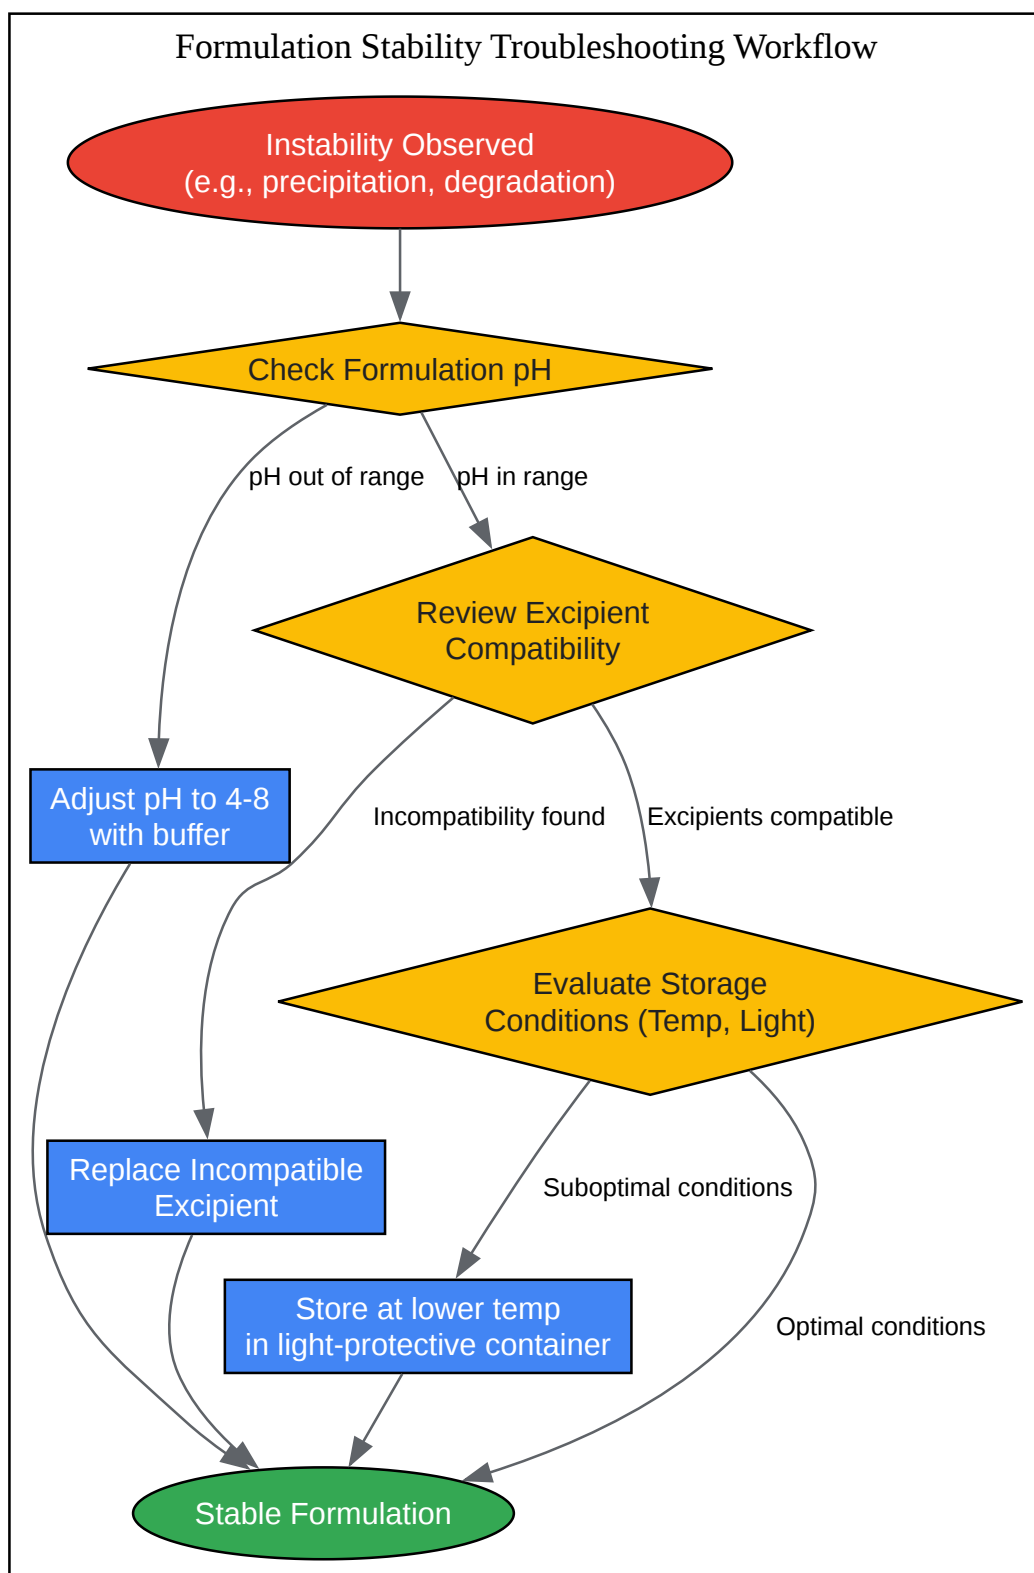 Formulation Stability Troubleshooting Workflow
Instability Observed
(e.g., precipitation, degradation)
Check Formulation pH
pH out of range
pH in range
Review Excipient
Compatibility
Adjust pH to 4-8
with buffer
Incompatibility found
Excipients compatible
Evaluate Storage
Conditions (Temp, Light)
Replace Incompatible
Excipient
Suboptimal conditions
Store at lower temp
in light-protective container
Optimal conditions
Stable Formulation